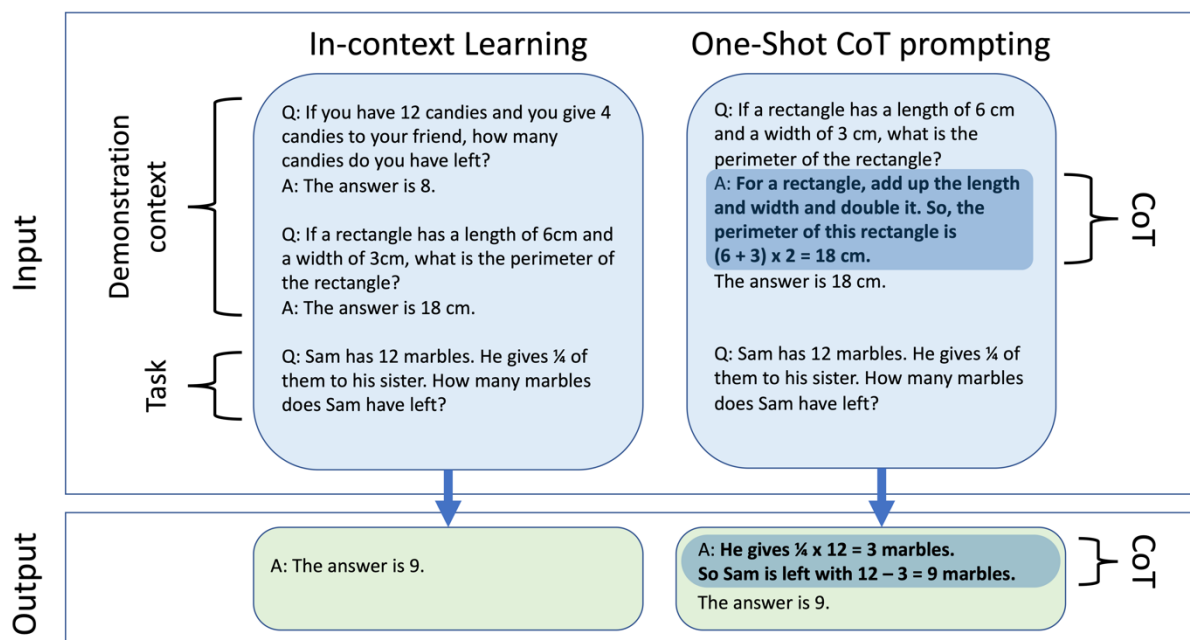 In-context Learning
One-Shot CoT prompting
Input
Demonstration
context
Q: If you have 12 candies and you give 4
candies to your friend, how many
candies do you have left?
A: The answer is 8.
Q: If a rectangle has a length of 6cm and
a width of 3cm, what is the perimeter of
the rectangle?
A: The answer is 18 cm.
Task
Q: Sam has 12 marbles. He gives ¼ of
them to his sister. How many marbles
does Sam have left?
Q: If a rectangle has a length of 6 cm
and a width of 3 cm, what is the
perimeter of the rectangle?
A: For a rectangle, add up the length
and width and double it. So, the
perimeter of this rectangle is
(6 + 3) x 2 = 18 cm.
The answer is 18 cm.
CoT
Q: Sam has 12 marbles. He gives ¼ of
them to his sister. How many marbles
does Sam have left?
Output
A: The answer is 9.
A: He gives ¼ x 12 = 3 marbles.
So Sam is left with 12 – 3 = 9 marbles.
The answer is 9.
CoT